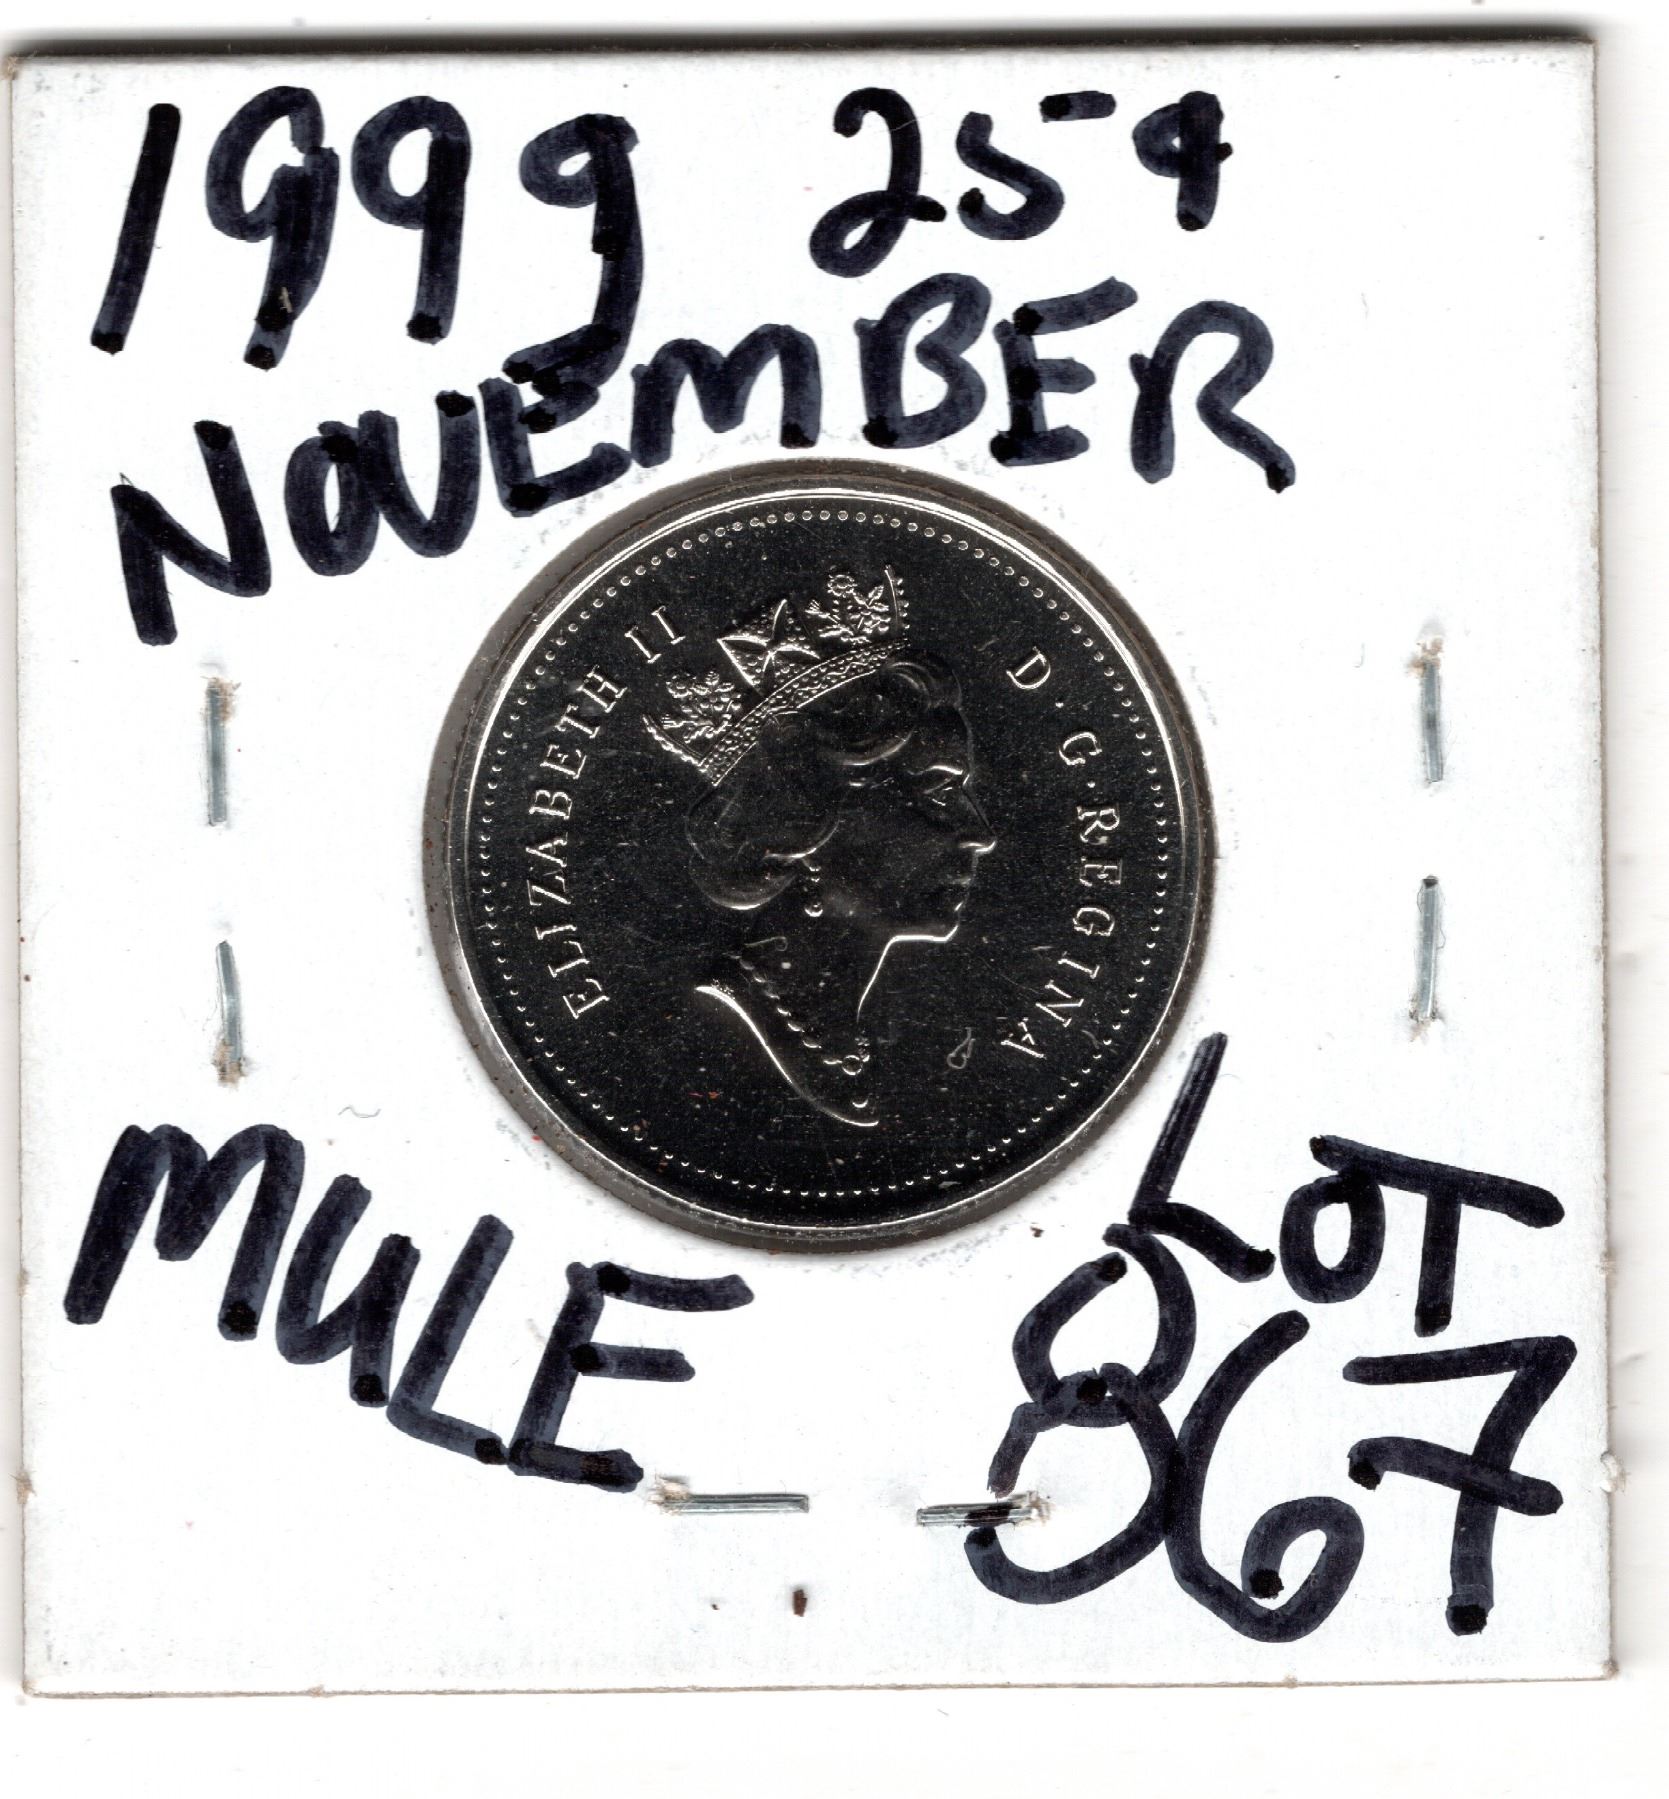 1999 25¢
NOVEMBER
ELIZABETH II D·G·REGINA
MULE
LOT
867